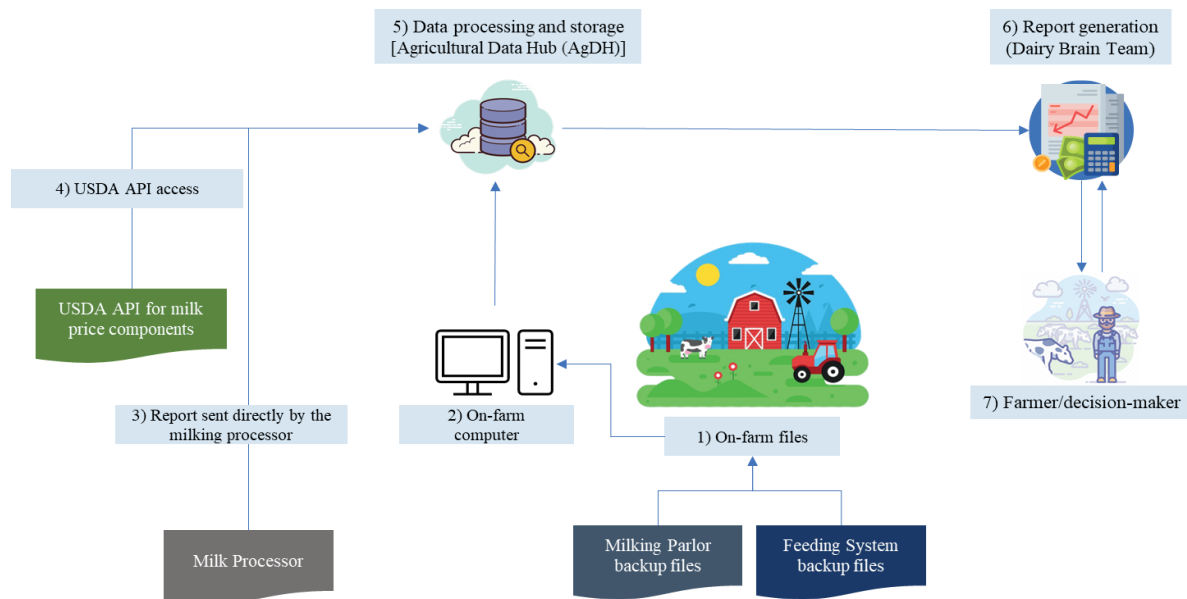 5) Data processing and storage
[Agricultural Data Hub (AgDH)]
6) Report generation
(Dairy Brain Team)
4) USDA API access
USDA API for milk
price components
3) Report sent directly by the
milking processor
2) On-farm
computer
1) On-farm files
7) Farmer/decision-maker
Milk Processor
Milking Parlor
backup files
Feeding System
backup files